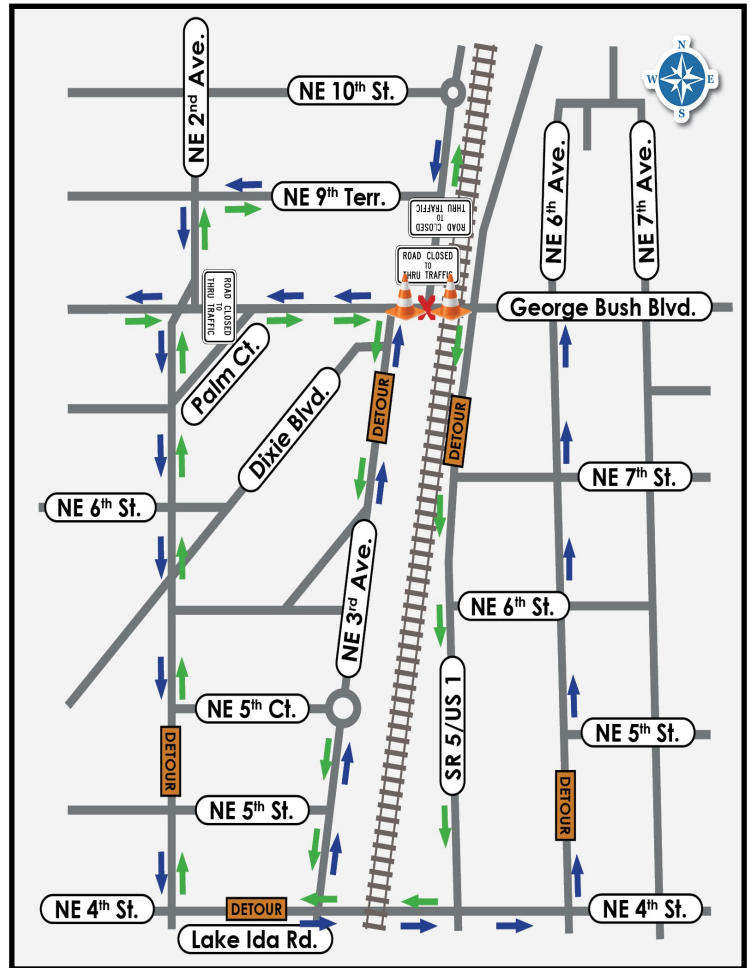 N
W E
S
NE 2nd Ave.
NE 10th St.
NE 6th Ave.
NE 7th Ave.
NE 9th Terr.
ROAD CLOSED
TO
THRU TRAFFIC
ROAD CLOSED
TO
THRU TRAFFIC
ROAD CLOSED
TO
THRU TRAFFIC
George Bush Blvd.
Palm Ct.
Dixie Blvd.
DETOUR
DETOUR
NE 7th St.
NE 6th St.
NE 3rd Ave.
NE 6th St.
NE 5th Ct.
SR 5/US 1
NE 5th St.
DETOUR
DETOUR
NE 5th St.
NE 4th St.
DETOUR
NE 4th St.
Lake Ida Rd.